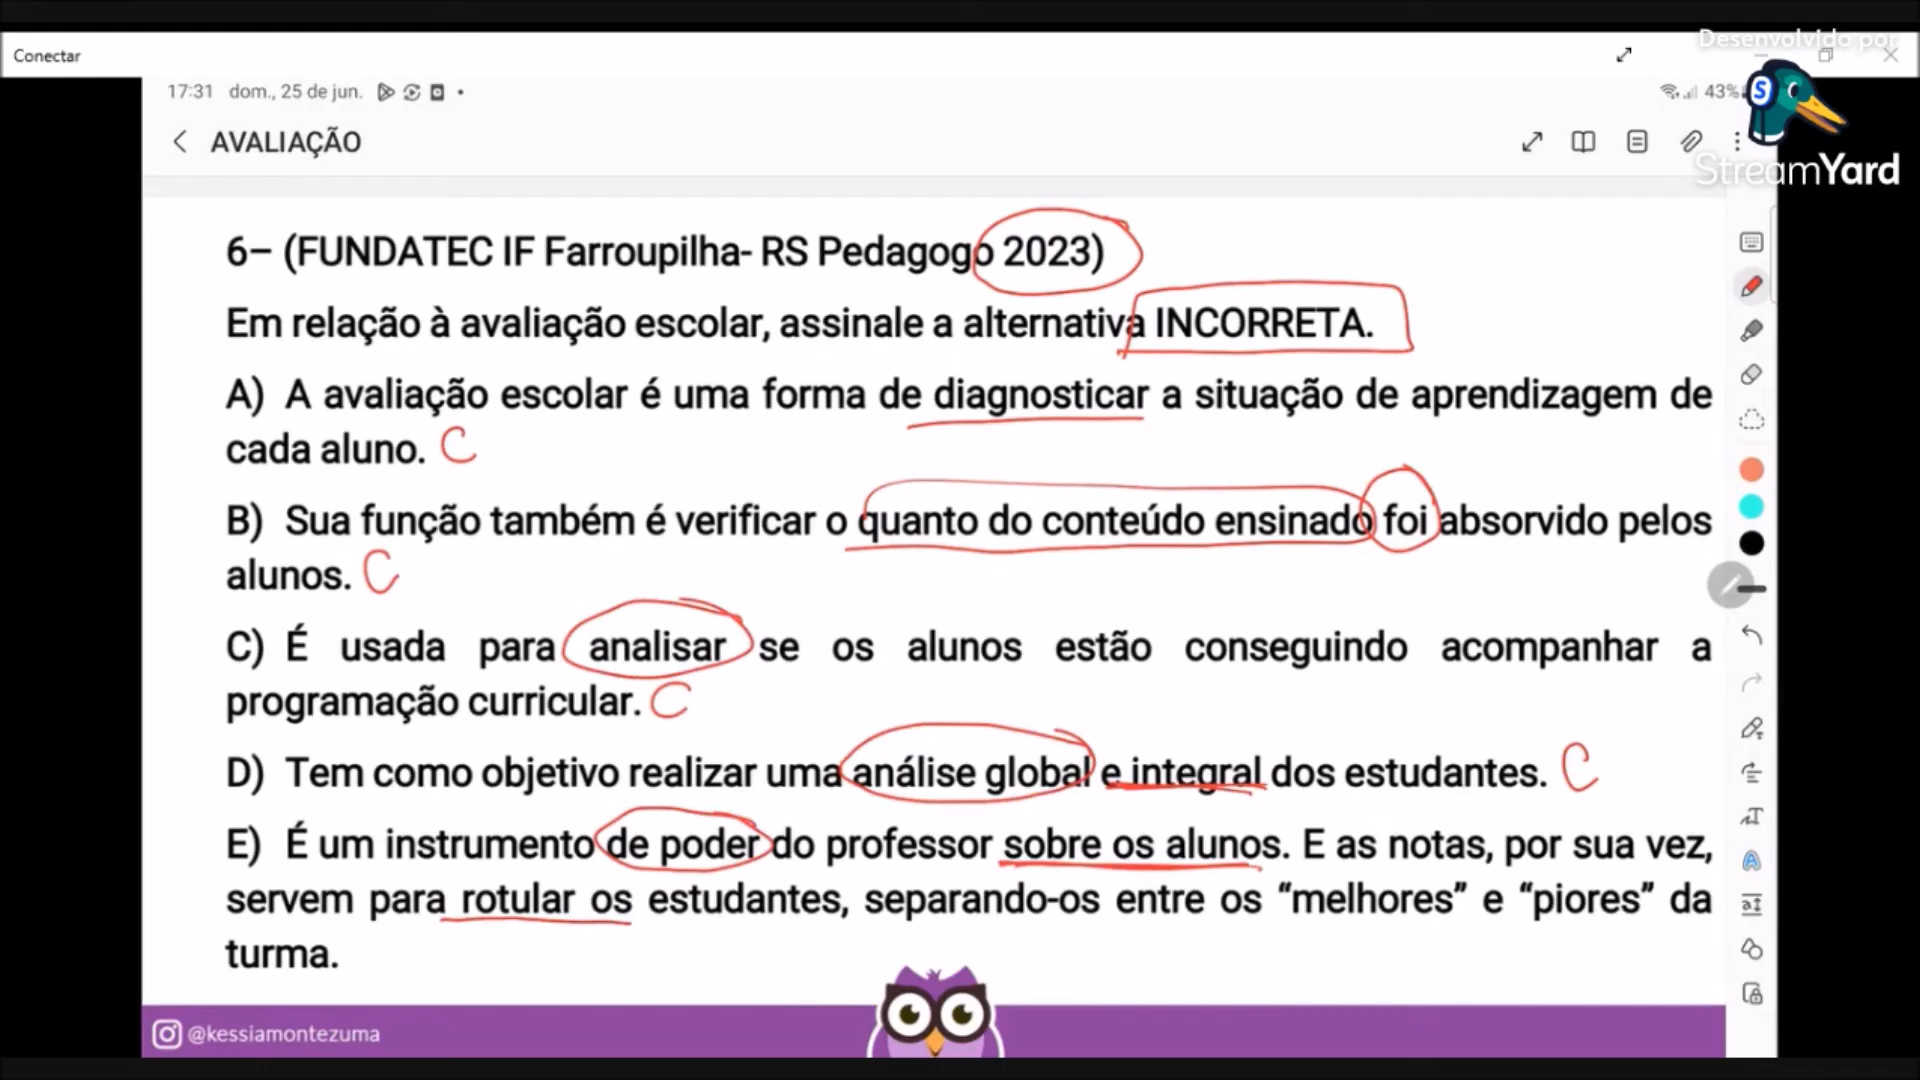 Desenvolvido por
Conectar
17:31 dom., 25 de jun.
43%
AVALIAÇÃO
StreamYard
6– (FUNDATEC IF Farroupilha- RS Pedagogo 2023)
Em relação à avaliação escolar, assinale a alternativa INCORRETA.
A) A avaliação escolar é uma forma de diagnosticar a situação de aprendizagem de
cada aluno. C
B) Sua função também é verificar o quanto do conteúdo ensinado foi absorvido pelos
alunos. C
C) É usada para analisar se os alunos estão conseguindo acompanhar a
programação curricular. C
D) Tem como objetivo realizar uma análise global e integral dos estudantes. C
E) É um instrumento de poder do professor sobre os alunos. E as notas, por sua vez,
servem para rotular os estudantes, separando-os entre os “melhores” e “piores” da
turma.
@kessiamontezuma